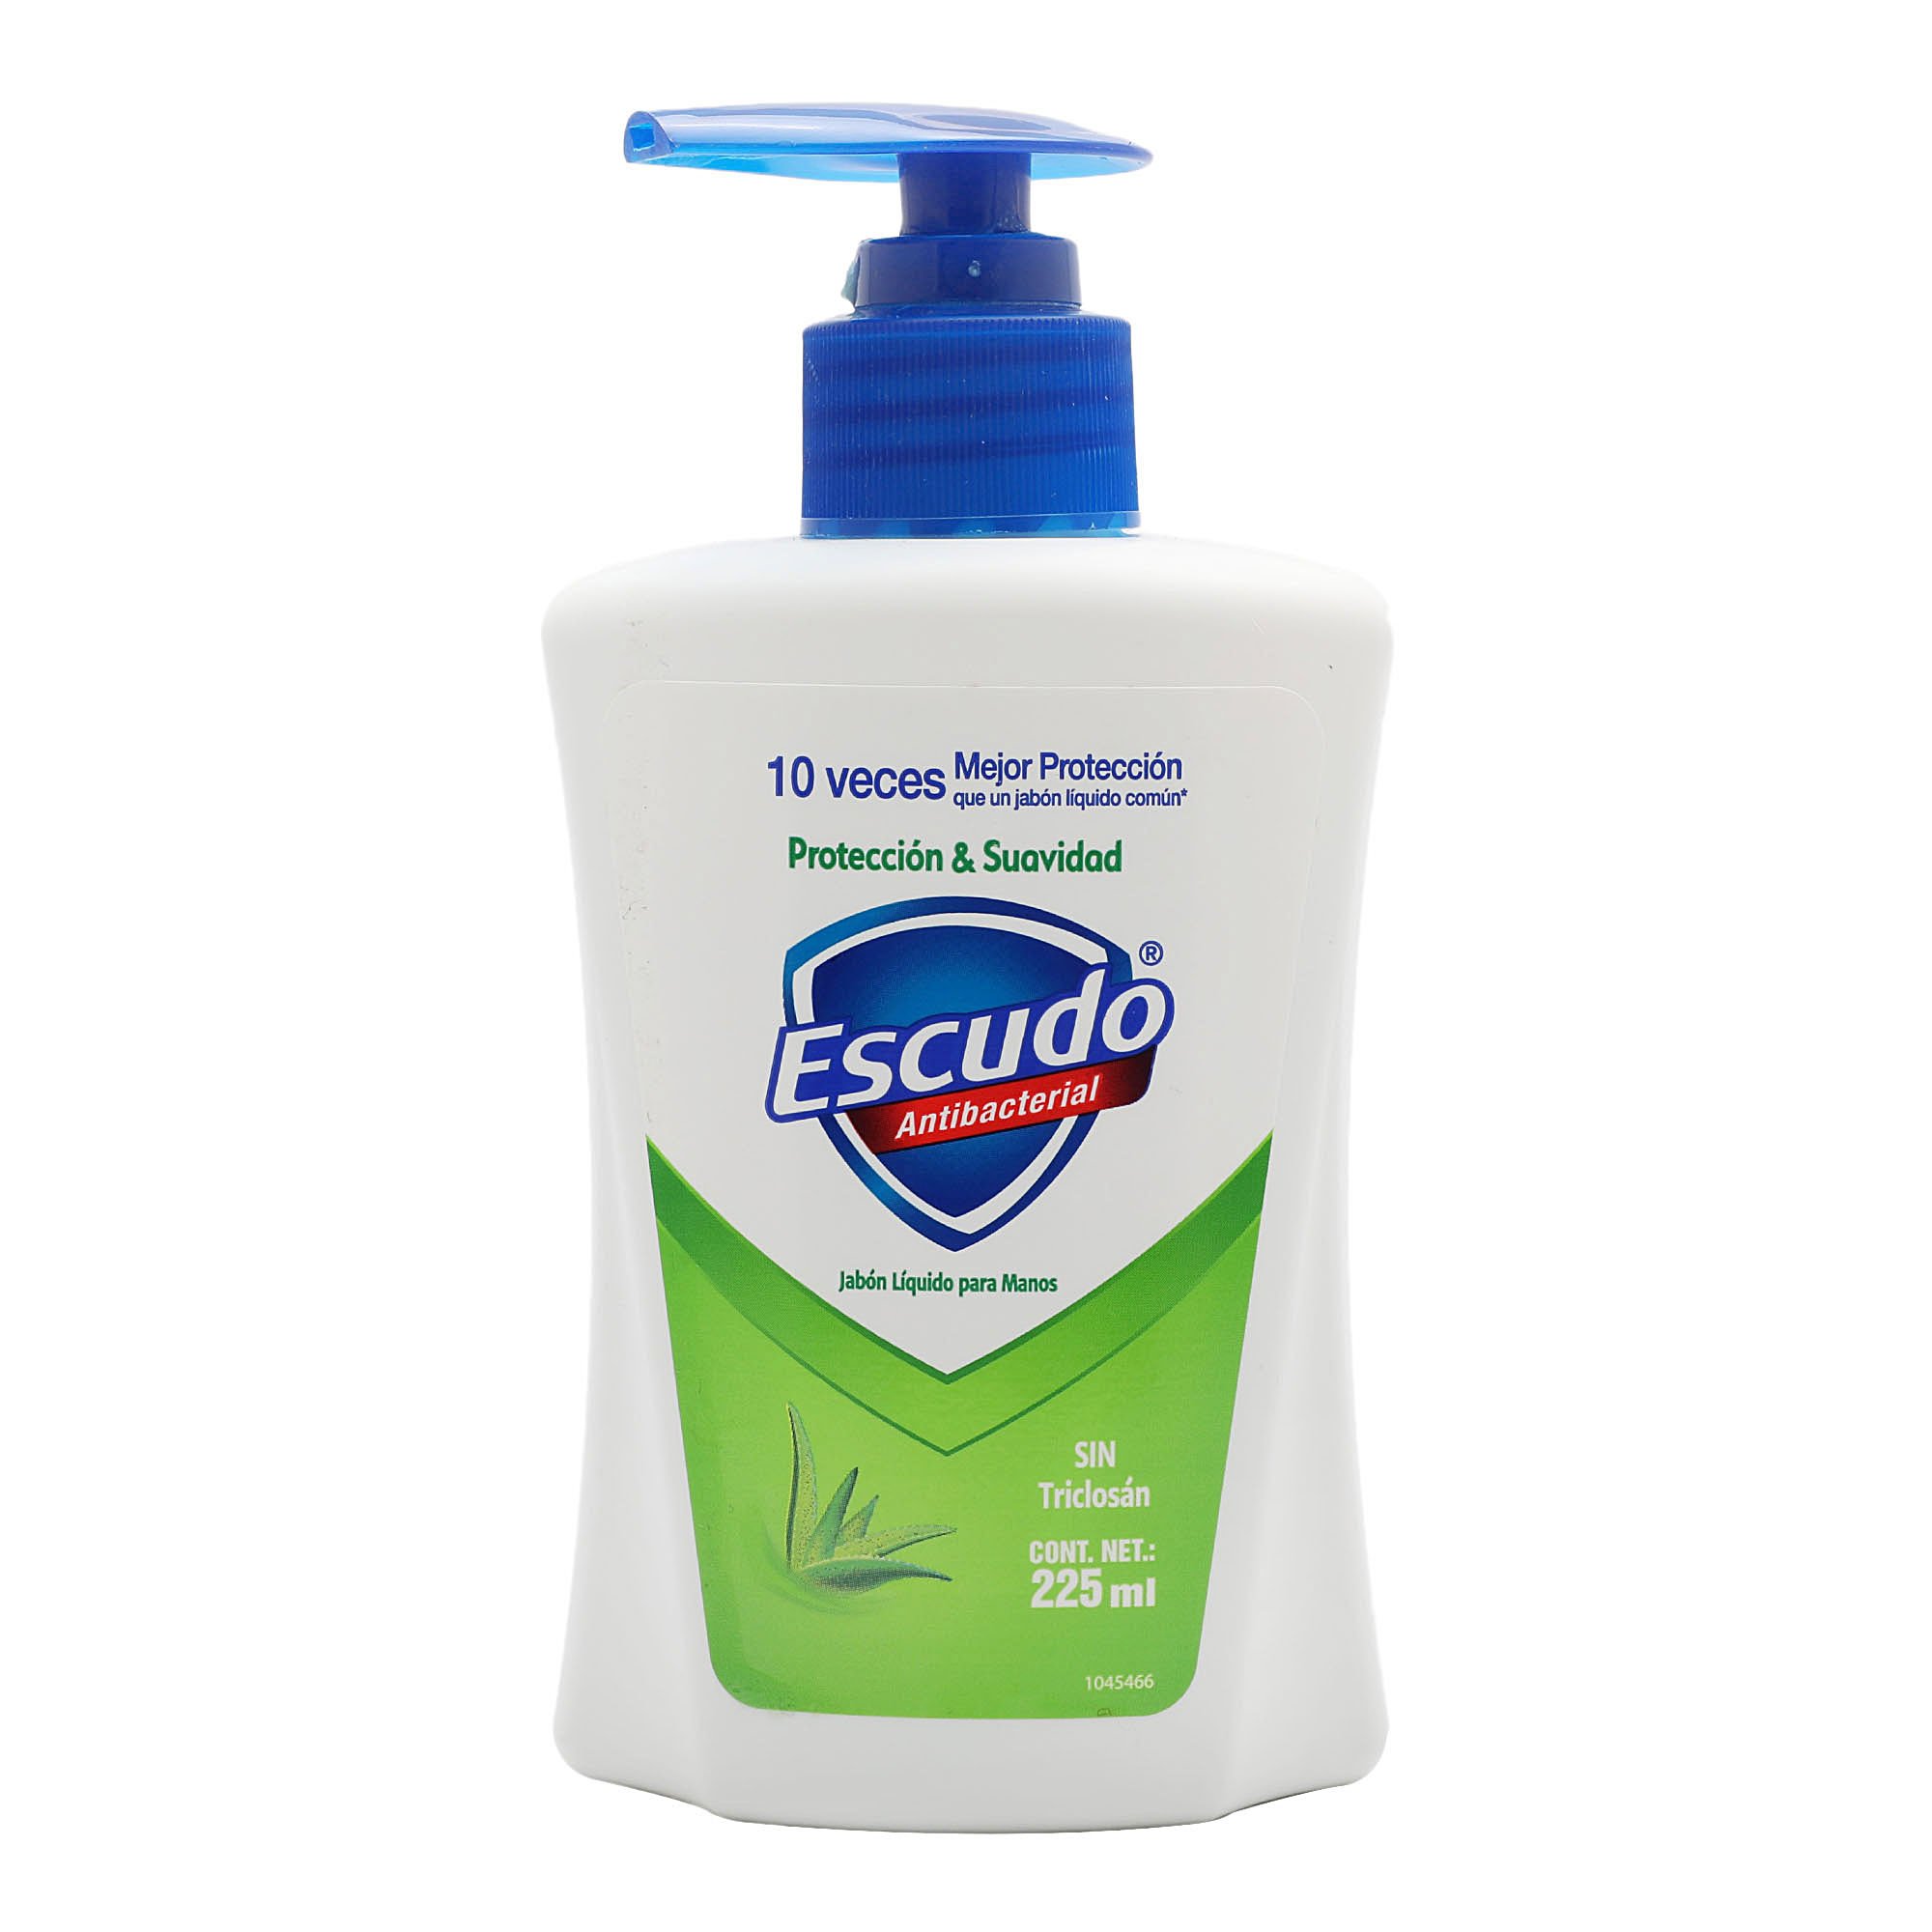 10 veces Mejor Protección
que un jabón líquido común*
Protección & Suavidad
Escudo®
Antibacterial
Jabón Líquido para Manos
SIN
Triclosán
CONT. NET.:
225 ml
1045466